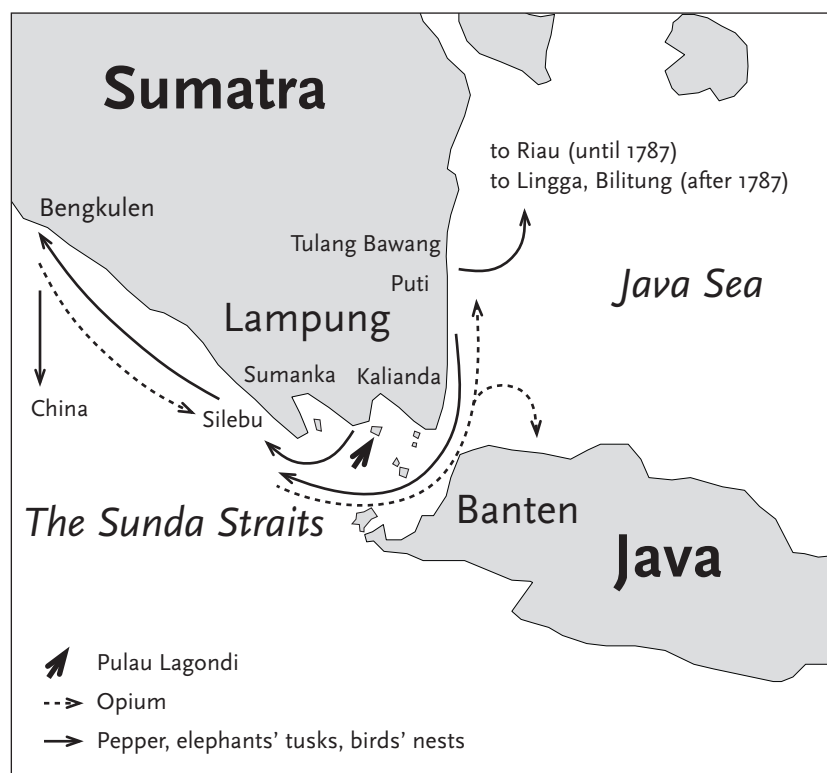 Sumatra
to Riau (until 1787)
to Lingga, Bilitung (after 1787)
Bengkulen
Tulang Bawang
Puti
Java Sea
Lampung
Sumanka
Kalianda
China
Silebu
The Sunda Straits
Banten
Java
Pulau Lagondi
Opium
Pepper, elephants’ tusks, birds’ nests